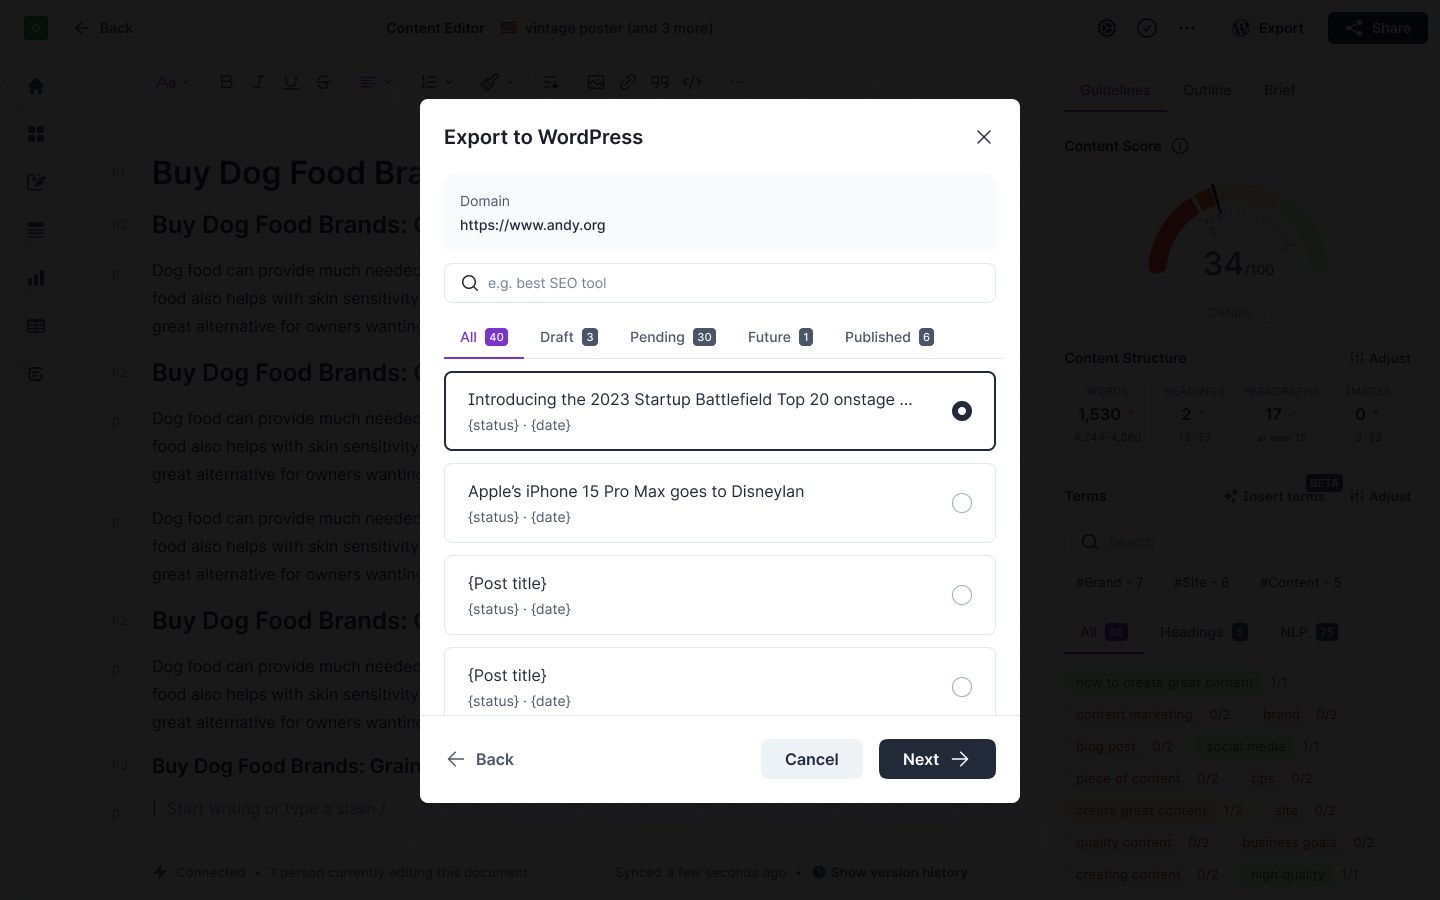 Back
Content Editor
vintage poster (and 3 more)
Export
Share
Aa
Guidelines
Outline
Brief
Content Score
34/100
Details
Content Structure
Adjust
WORDS
HEADINGS
PARAGRAPHS
IMAGES
1,530 ↑
2 ↑
17 ✓
0 ↑
4,244–4,880
13-33
at least 15
3-33
BETA
Terms
Insert terms
Adjust
Search
#Brand - 7
#Site - 6
#Content - 5
All 80
Headings 5
NLP 75
how to create great content 1/1
content marketing 0/2
brand 0/2
blog post 0/2
social media 1/1
piece of content 0/2
tips 0/2
create great content 1/2
site 0/2
quality content 0/2
business goals 0/2
creating content 0/2
high quality 1/1
h1
Buy Dog Food Bra
h2
Buy Dog Food Brands:
p
Dog food can provide much needed
food also helps with skin sensitivity
great alternative for owners wanting
h2
Buy Dog Food Brands:
p
Dog food can provide much needed
food also helps with skin sensitivity
great alternative for owners wanting
p
Dog food can provide much needed
food also helps with skin sensitivity
great alternative for owners wanting
h2
Buy Dog Food Brands:
p
Dog food can provide much needed
food also helps with skin sensitivity
great alternative for owners wanting
h3
Buy Dog Food Brands: Grain
p
Start writing or type a slash /
Connected • 1 person currently editing this document
Synced a few seconds ago • Show version history
Export to WordPress
Domain
https://www.andy.org
e.g. best SEO tool
All 40
Draft 3
Pending 30
Future 1
Published 6
Introducing the 2023 Startup Battlefield Top 20 onstage ...
{status} · {date}
Apple’s iPhone 15 Pro Max goes to Disneylan
{status} · {date}
{Post title}
{status} · {date}
{Post title}
{status} · {date}
Back
Cancel
Next